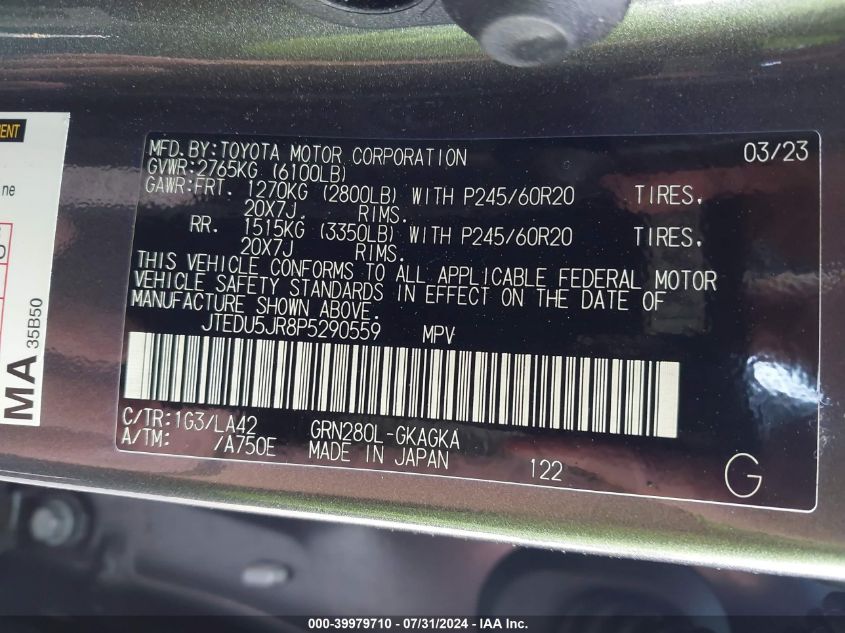 MFD.BY:TOYOTA MOTOR CORPORATION 03/23
GVWR:2765KG (6100LB)
GAWR:FRT. 1270KG (2800LB) WITH P245/60R20 TIRES,
20X7J. RIMS.
RR. 1515KG (3350LB) WITH P245/60R20 TIRES,
20X7J RIMS.
THIS VEHICLE CONFORMS TO ALL APPLICABLE FEDERAL MOTOR
VEHICLE SAFETY STANDARDS IN EFFECT ON THE DATE OF
MANUFACTURE SHOWN ABOVE.
JTEDU5JR8P5290559 MPV
C/TR:1G3/LA42 GRN280L-GKAGKA
A/TM: /A750E MADE IN JAPAN 122 G
ne
MA
35B50
000-39979710 - 07/31/2024 - IAA Inc.